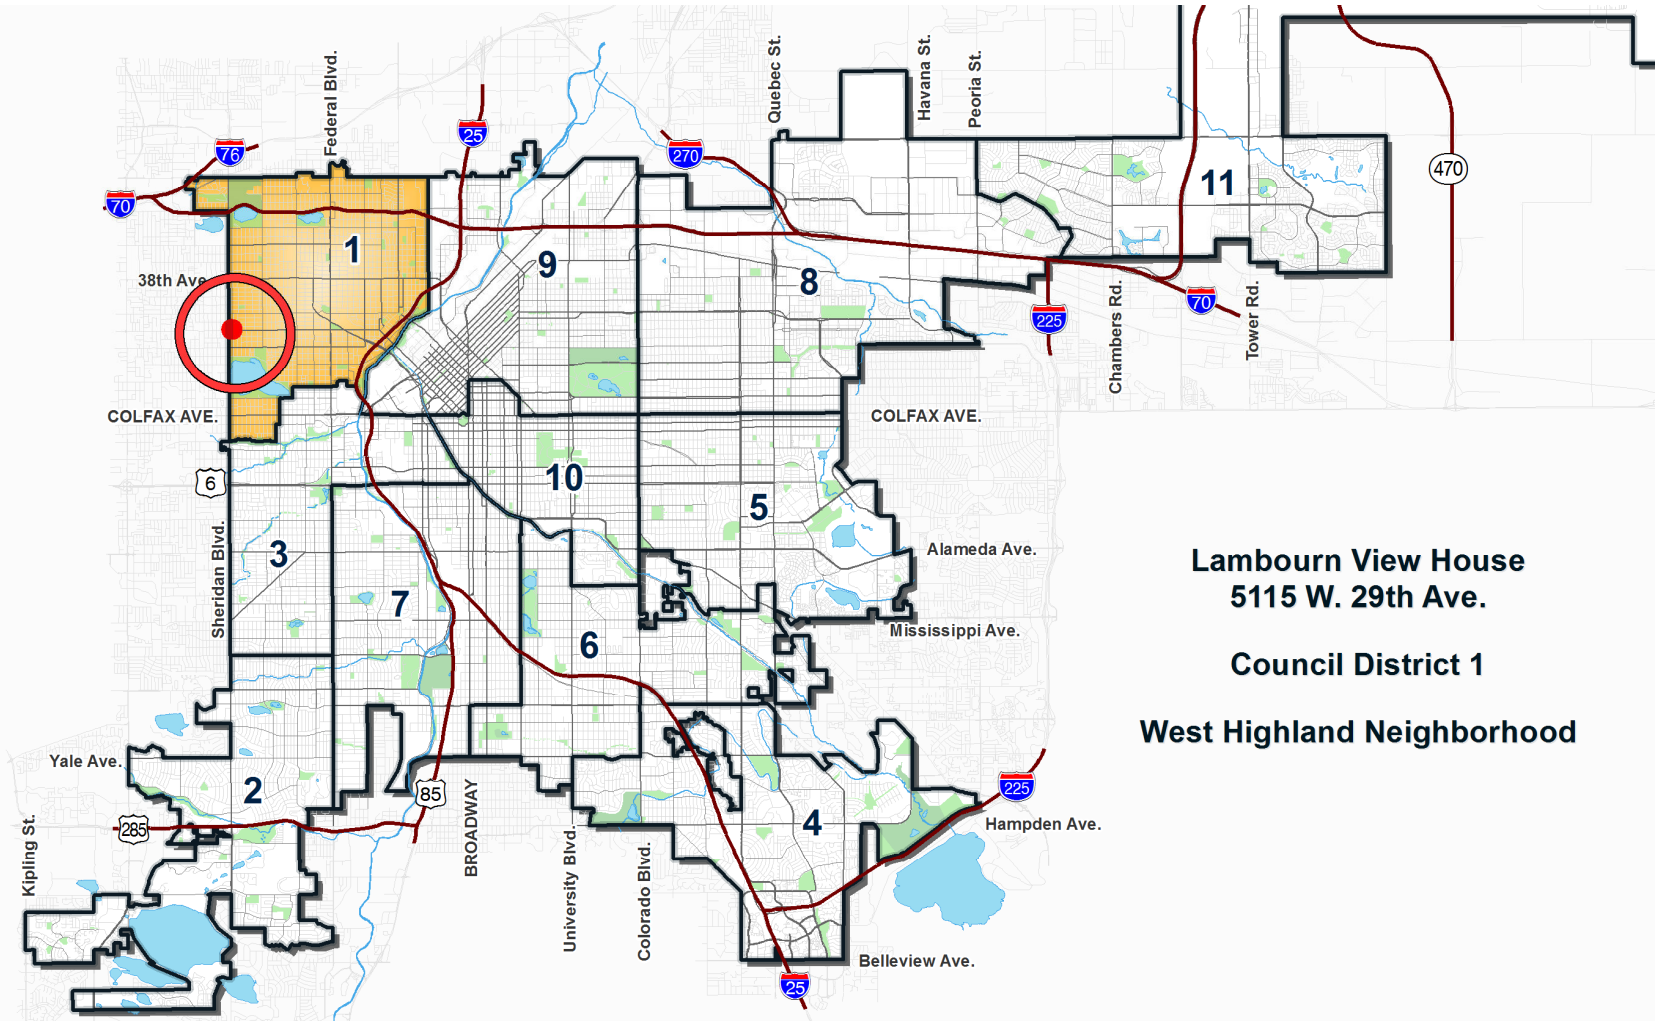 Federal Blvd.
Quebec St.
Havana St.
Peoria St.
25
76
270
70
470
11
1
9
8
38th Ave.
225
70
Chambers Rd.
Tower Rd.
COLFAX AVE.
COLFAX AVE.
6
10
5
Sheridan Blvd.
3
7
6
Alameda Ave.
Mississippi Ave.
Lambourn View House
5115 W. 29th Ave.
Council District 1
West Highland Neighborhood
Yale Ave.
2
85
285
BROADWAY
4
225
Hampden Ave.
Kipling St.
University Blvd.
Colorado Blvd.
Belleview Ave.
25